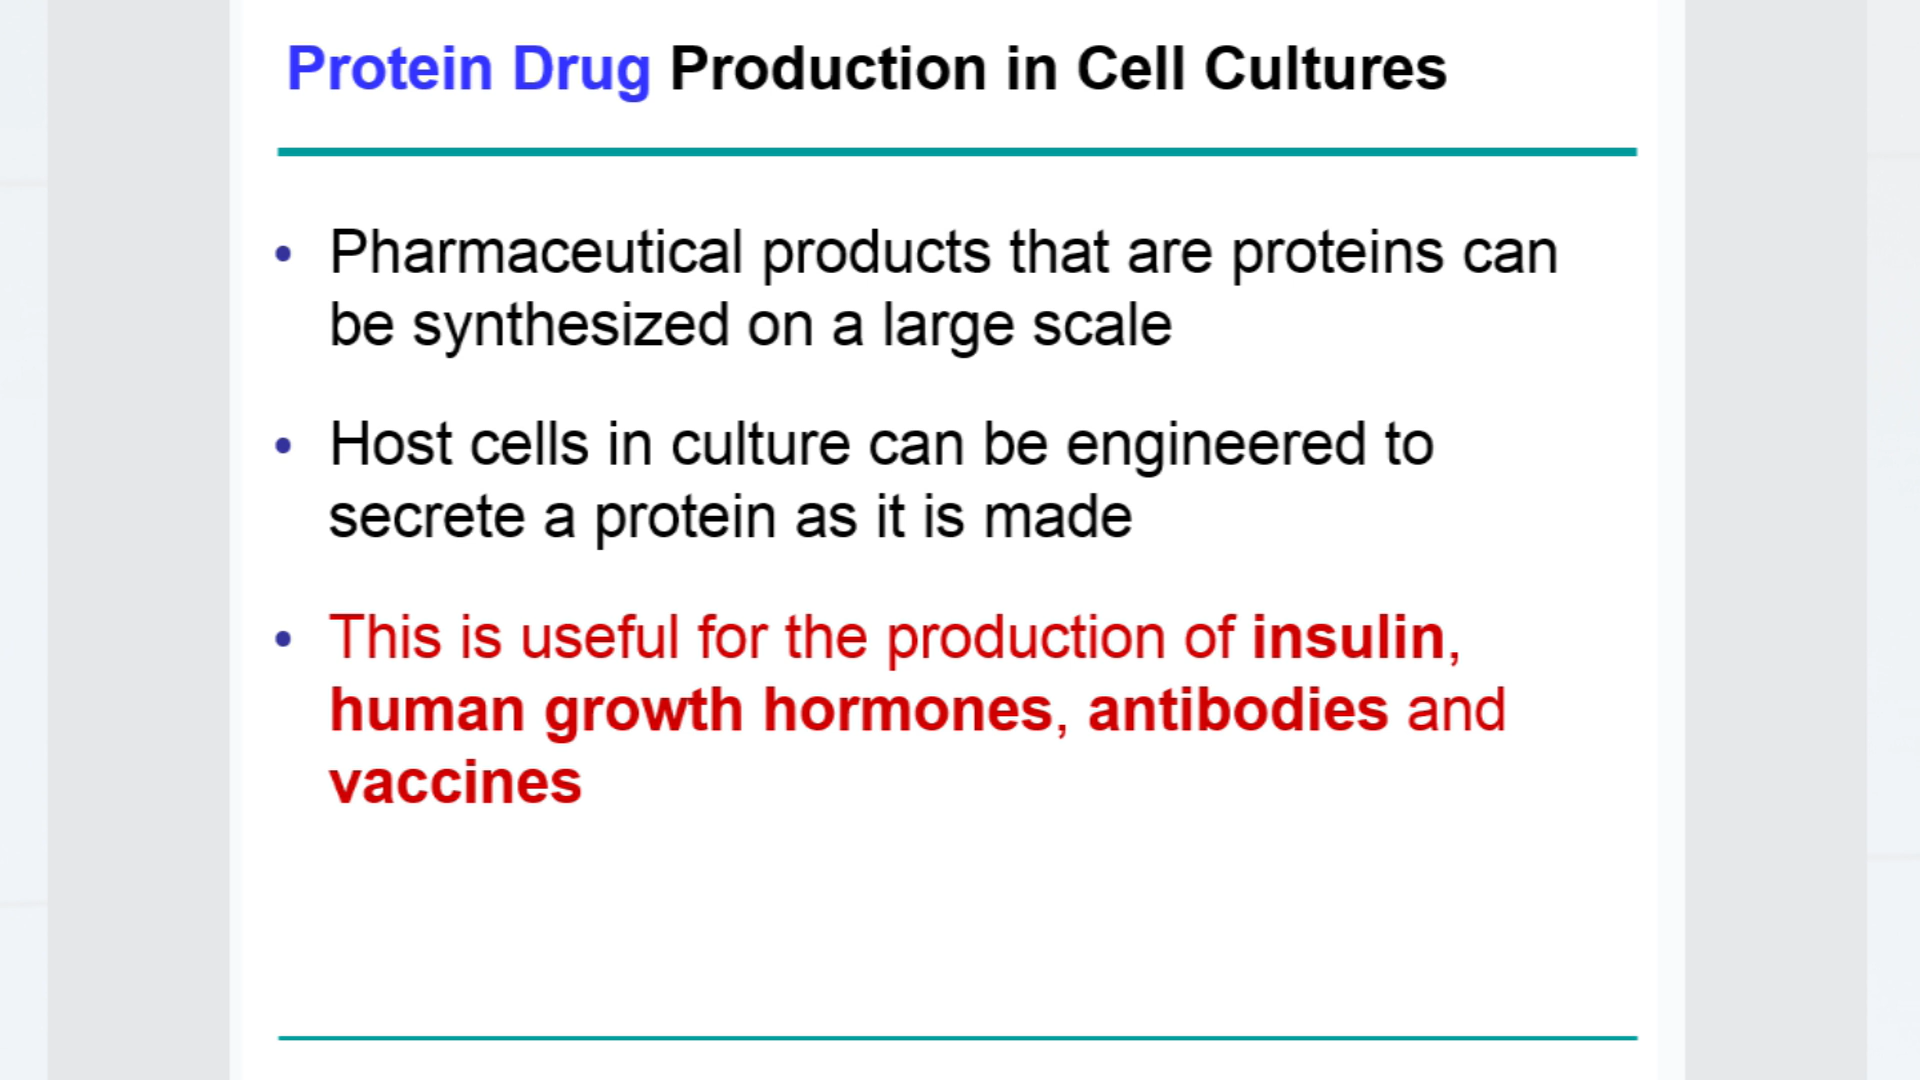 Protein Drug Production in Cell Cultures
• Pharmaceutical products that are proteins can
be synthesized on a large scale
• Host cells in culture can be engineered to
secrete a protein as it is made
• This is useful for the production of insulin,
human growth hormones, antibodies and
vaccines